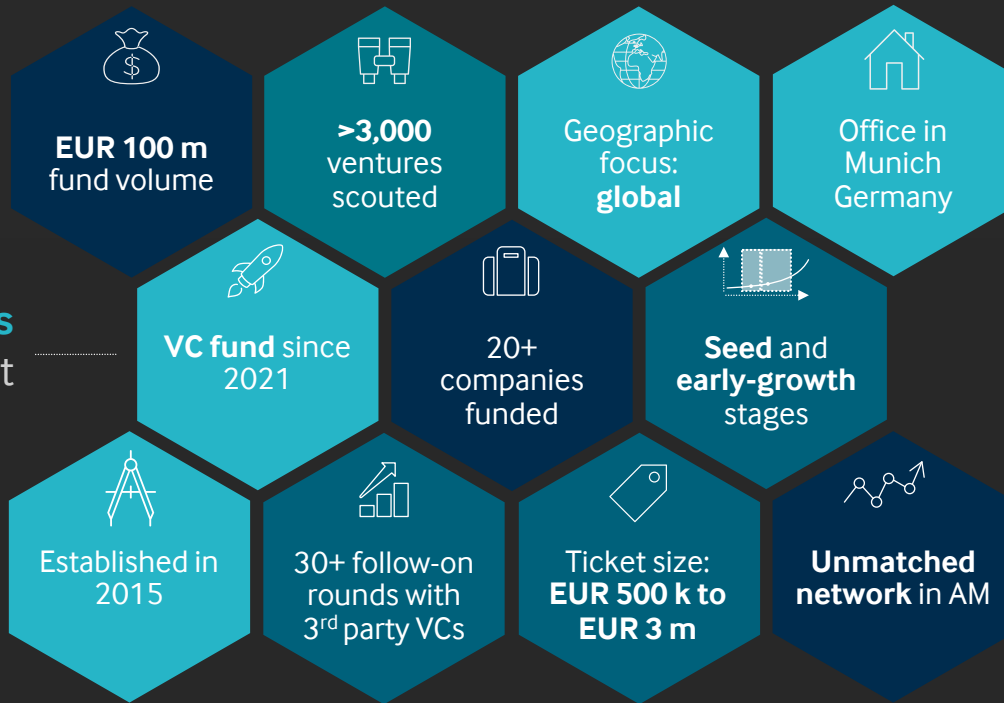 EUR 100 m
fund volume
>3,000
ventures
scouted
Geographic
focus:
global
Office in
Munich
Germany
s
t
VC fund since
2021
20+
companies
funded
Seed and
early-growth
stages
Established in
2015
30+ follow-on
rounds with
3rd party VCs
Ticket size:
EUR 500 k to
EUR 3 m
Unmatched
network in AM